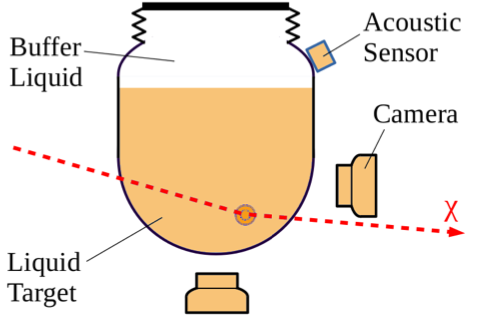 Acoustic
Sensor
Buffer
Liquid
Camera
χ
Liquid
Target